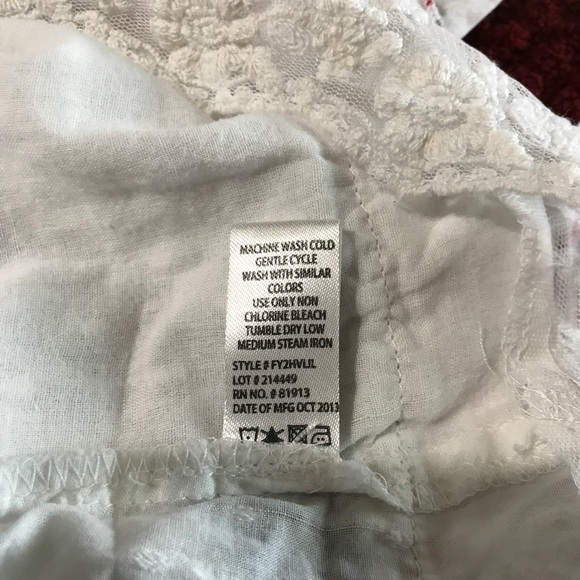 MACHINE WASH COLD
GENTLE CYCLE
WASH WITH SIMILAR
COLORS
USE ONLY NON
CHLORINE BLEACH
TUMBLE DRY LOW
MEDIUM STEAM IRON
STYLE # FY2HVLIL
LOT # 214449
RN NO. # 81913
DATE OF MFG OCT 2013